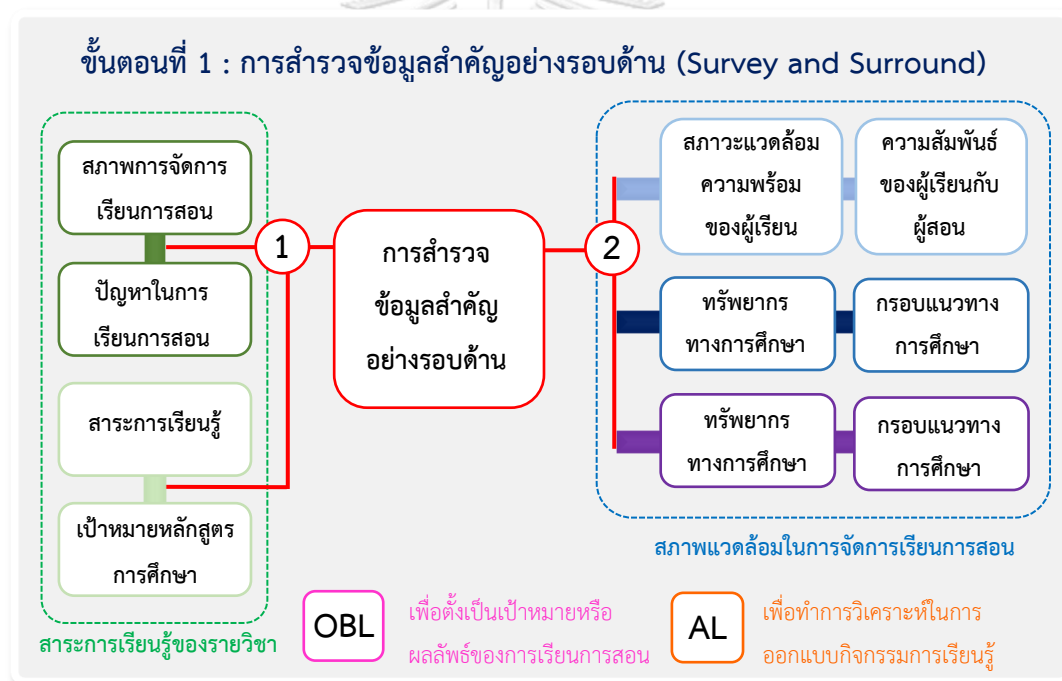 ขั้นตอนที่ 1 : การสำรวจข้อมูลสำคัญอย่างรอบด้าน (Survey and Surround)
สภาพการจัดการ
เรียนการสอน
ปัญหาในการ
เรียนการสอน
สาระการเรียนรู้
เป้าหมายหลักสูตร
การศึกษา
สาระการเรียนรู้ของรายวิชา
1
การสำรวจ
ข้อมูลสำคัญ
อย่างรอบด้าน
2
สภาวะแวดล้อม
ความพร้อม
ของผู้เรียน
ความสัมพันธ์
ของผู้เรียนกับ
ผู้สอน
ทรัพยากร
ทางการศึกษา
กรอบแนวทาง
การศึกษา
ทรัพยากร
ทางการศึกษา
กรอบแนวทาง
การศึกษา
สภาพแวดล้อมในการจัดการเรียนการสอน
OBL
เพื่อตั้งเป็นเป้าหมายหรือ
ผลลัพธ์ของการเรียนการสอน
AL
เพื่อทำการวิเคราะห์ในการ
ออกแบบกิจกรรมการเรียนรู้